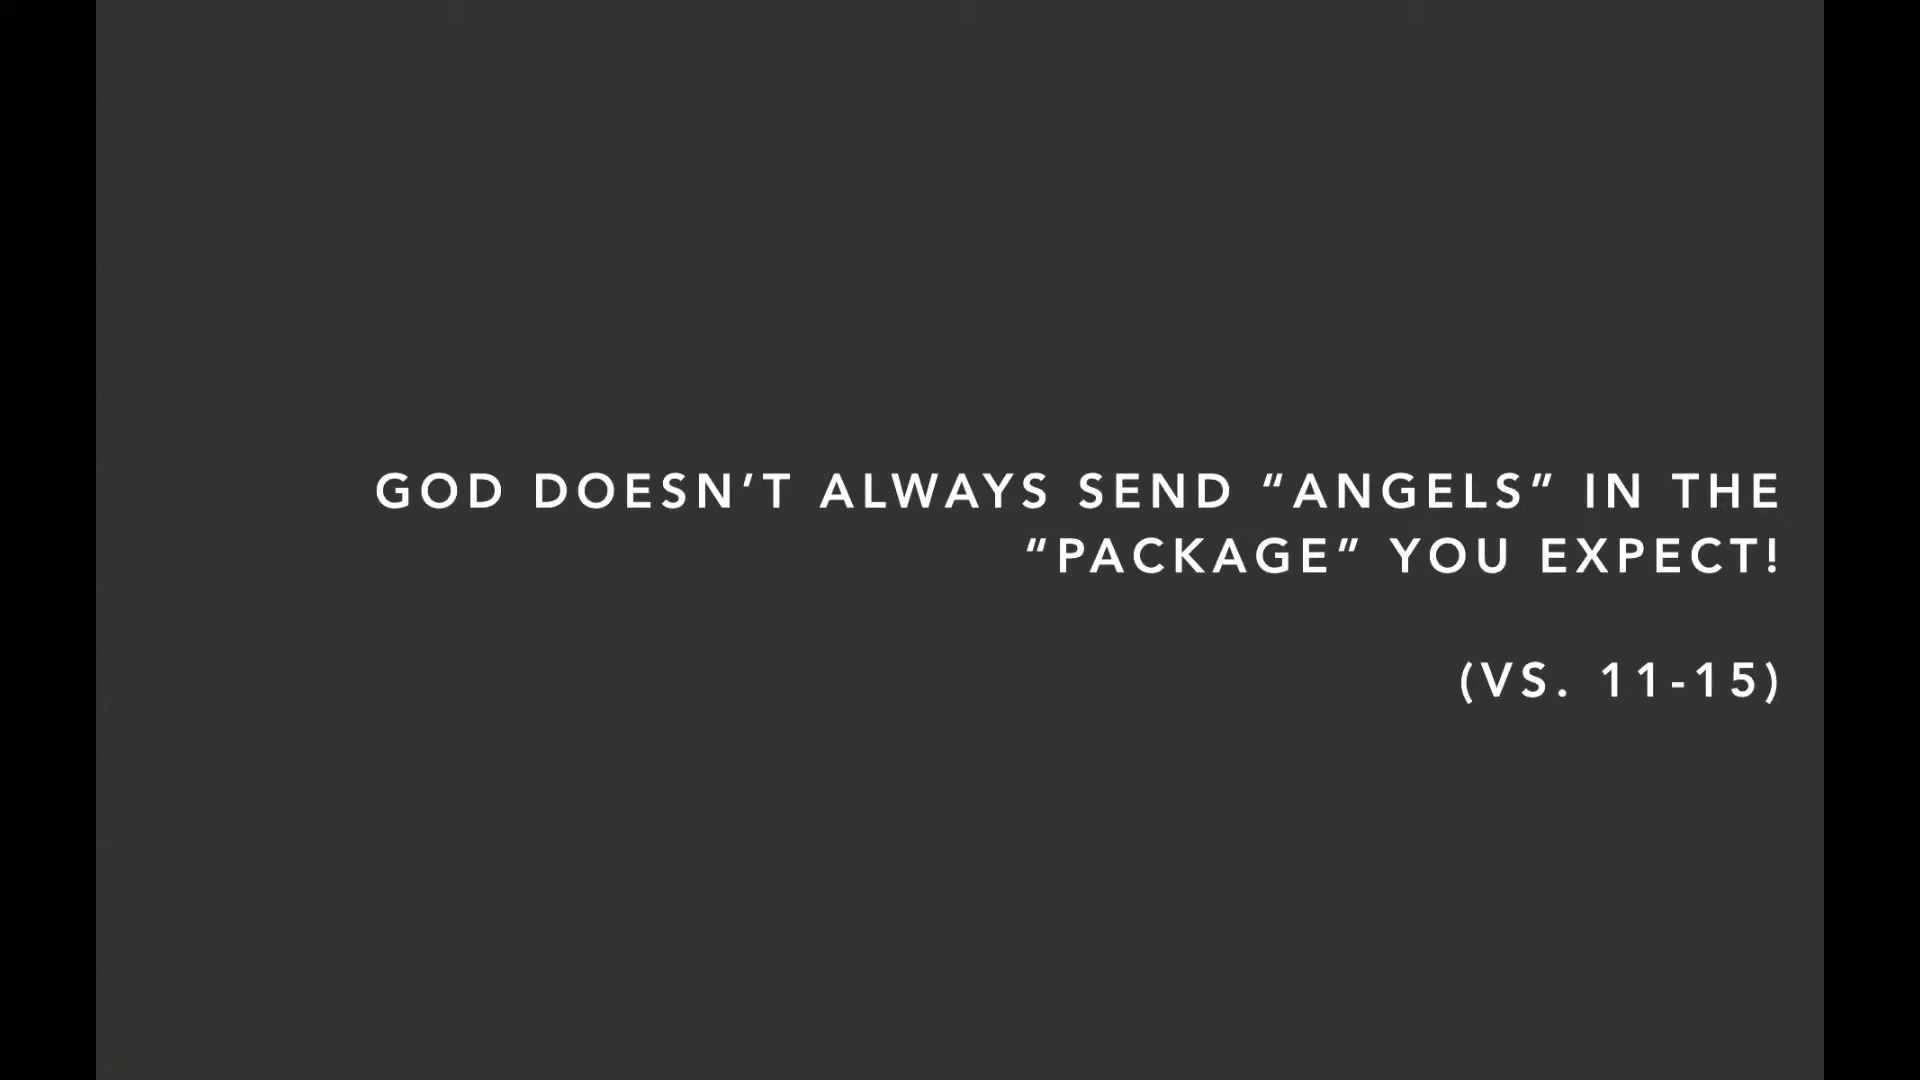 GOD DOESN’T ALWAYS SEND “ANGELS” IN THE
“PACKAGE” YOU EXPECT!
(VS. 11-15)